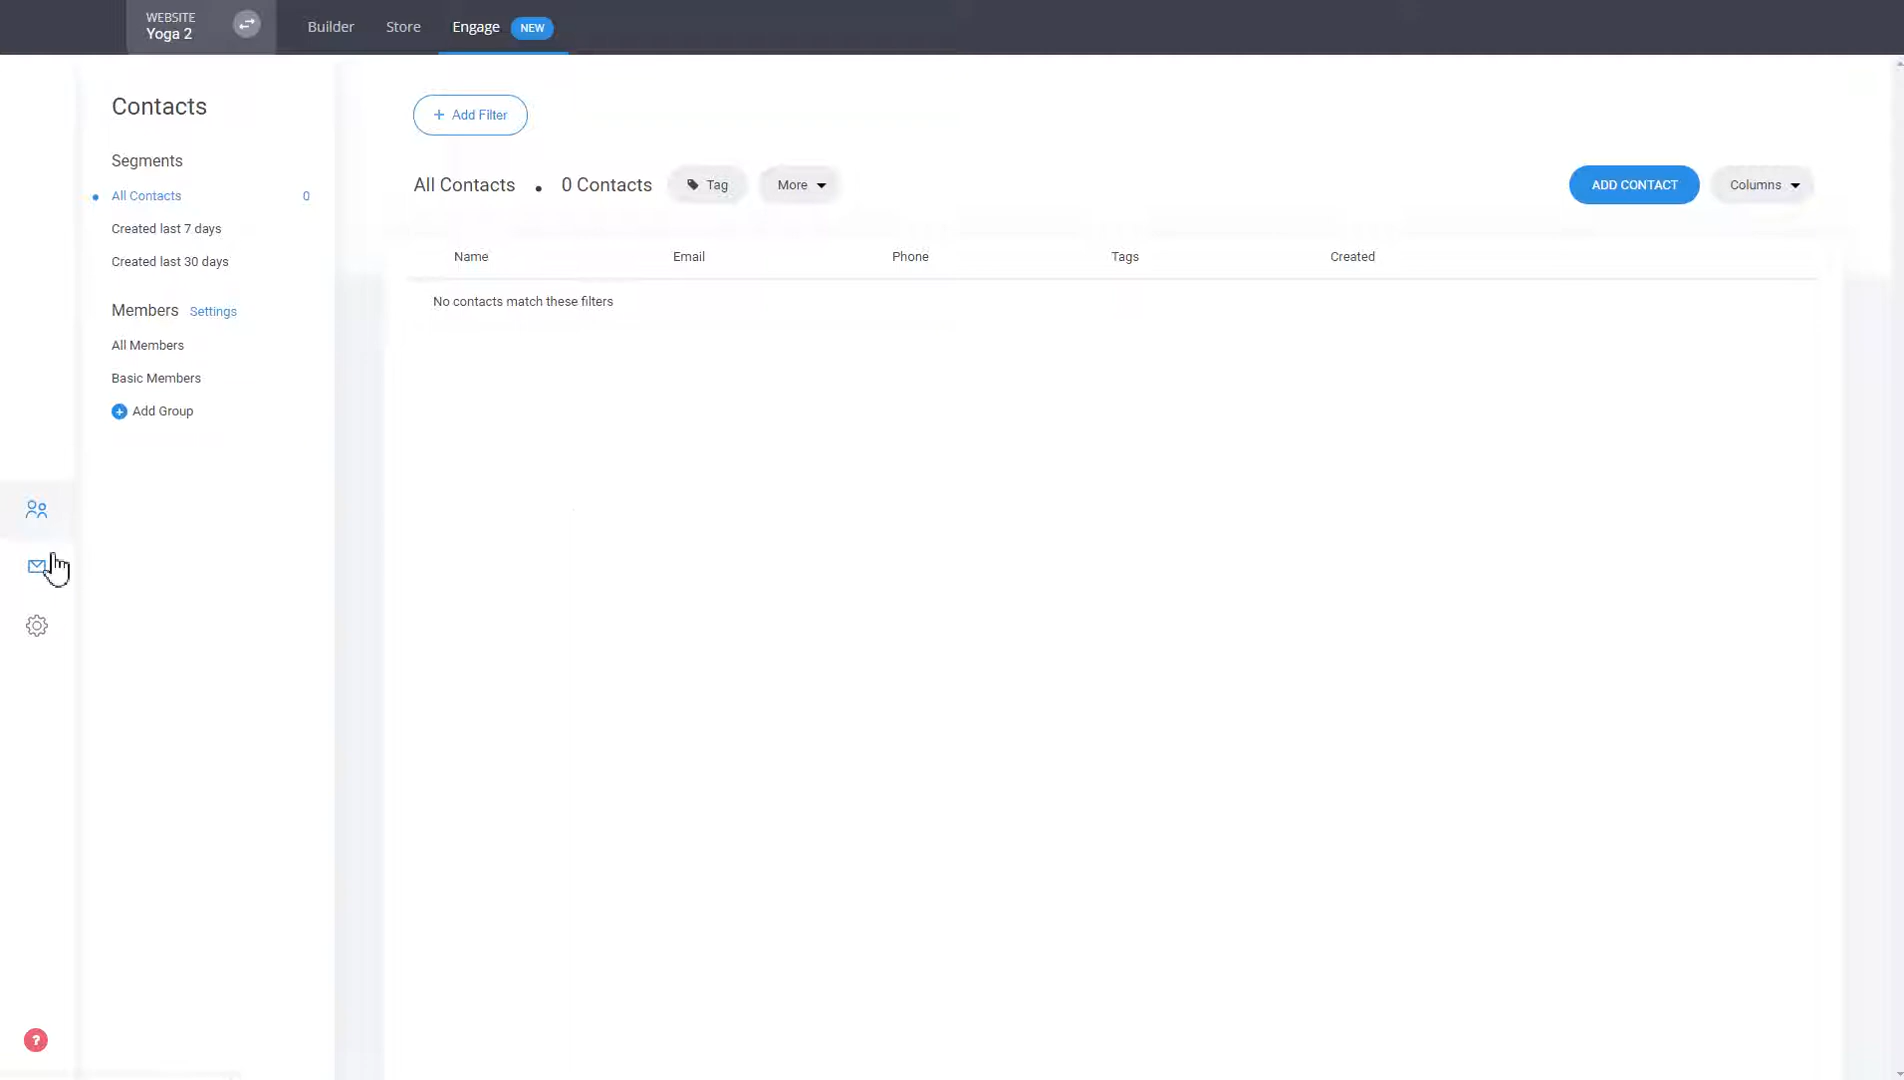 WEBSITE
Yoga 2
Builder
Store
Engage
NEW
Contacts
Segments
All Contacts 0
Created last 7 days
Created last 30 days
Members Settings
All Members
Basic Members
+ Add Group
+ Add Filter
All Contacts • 0 Contacts
Tag
More
ADD CONTACT
Columns
Name Email Phone Tags Created
No contacts match these filters
?